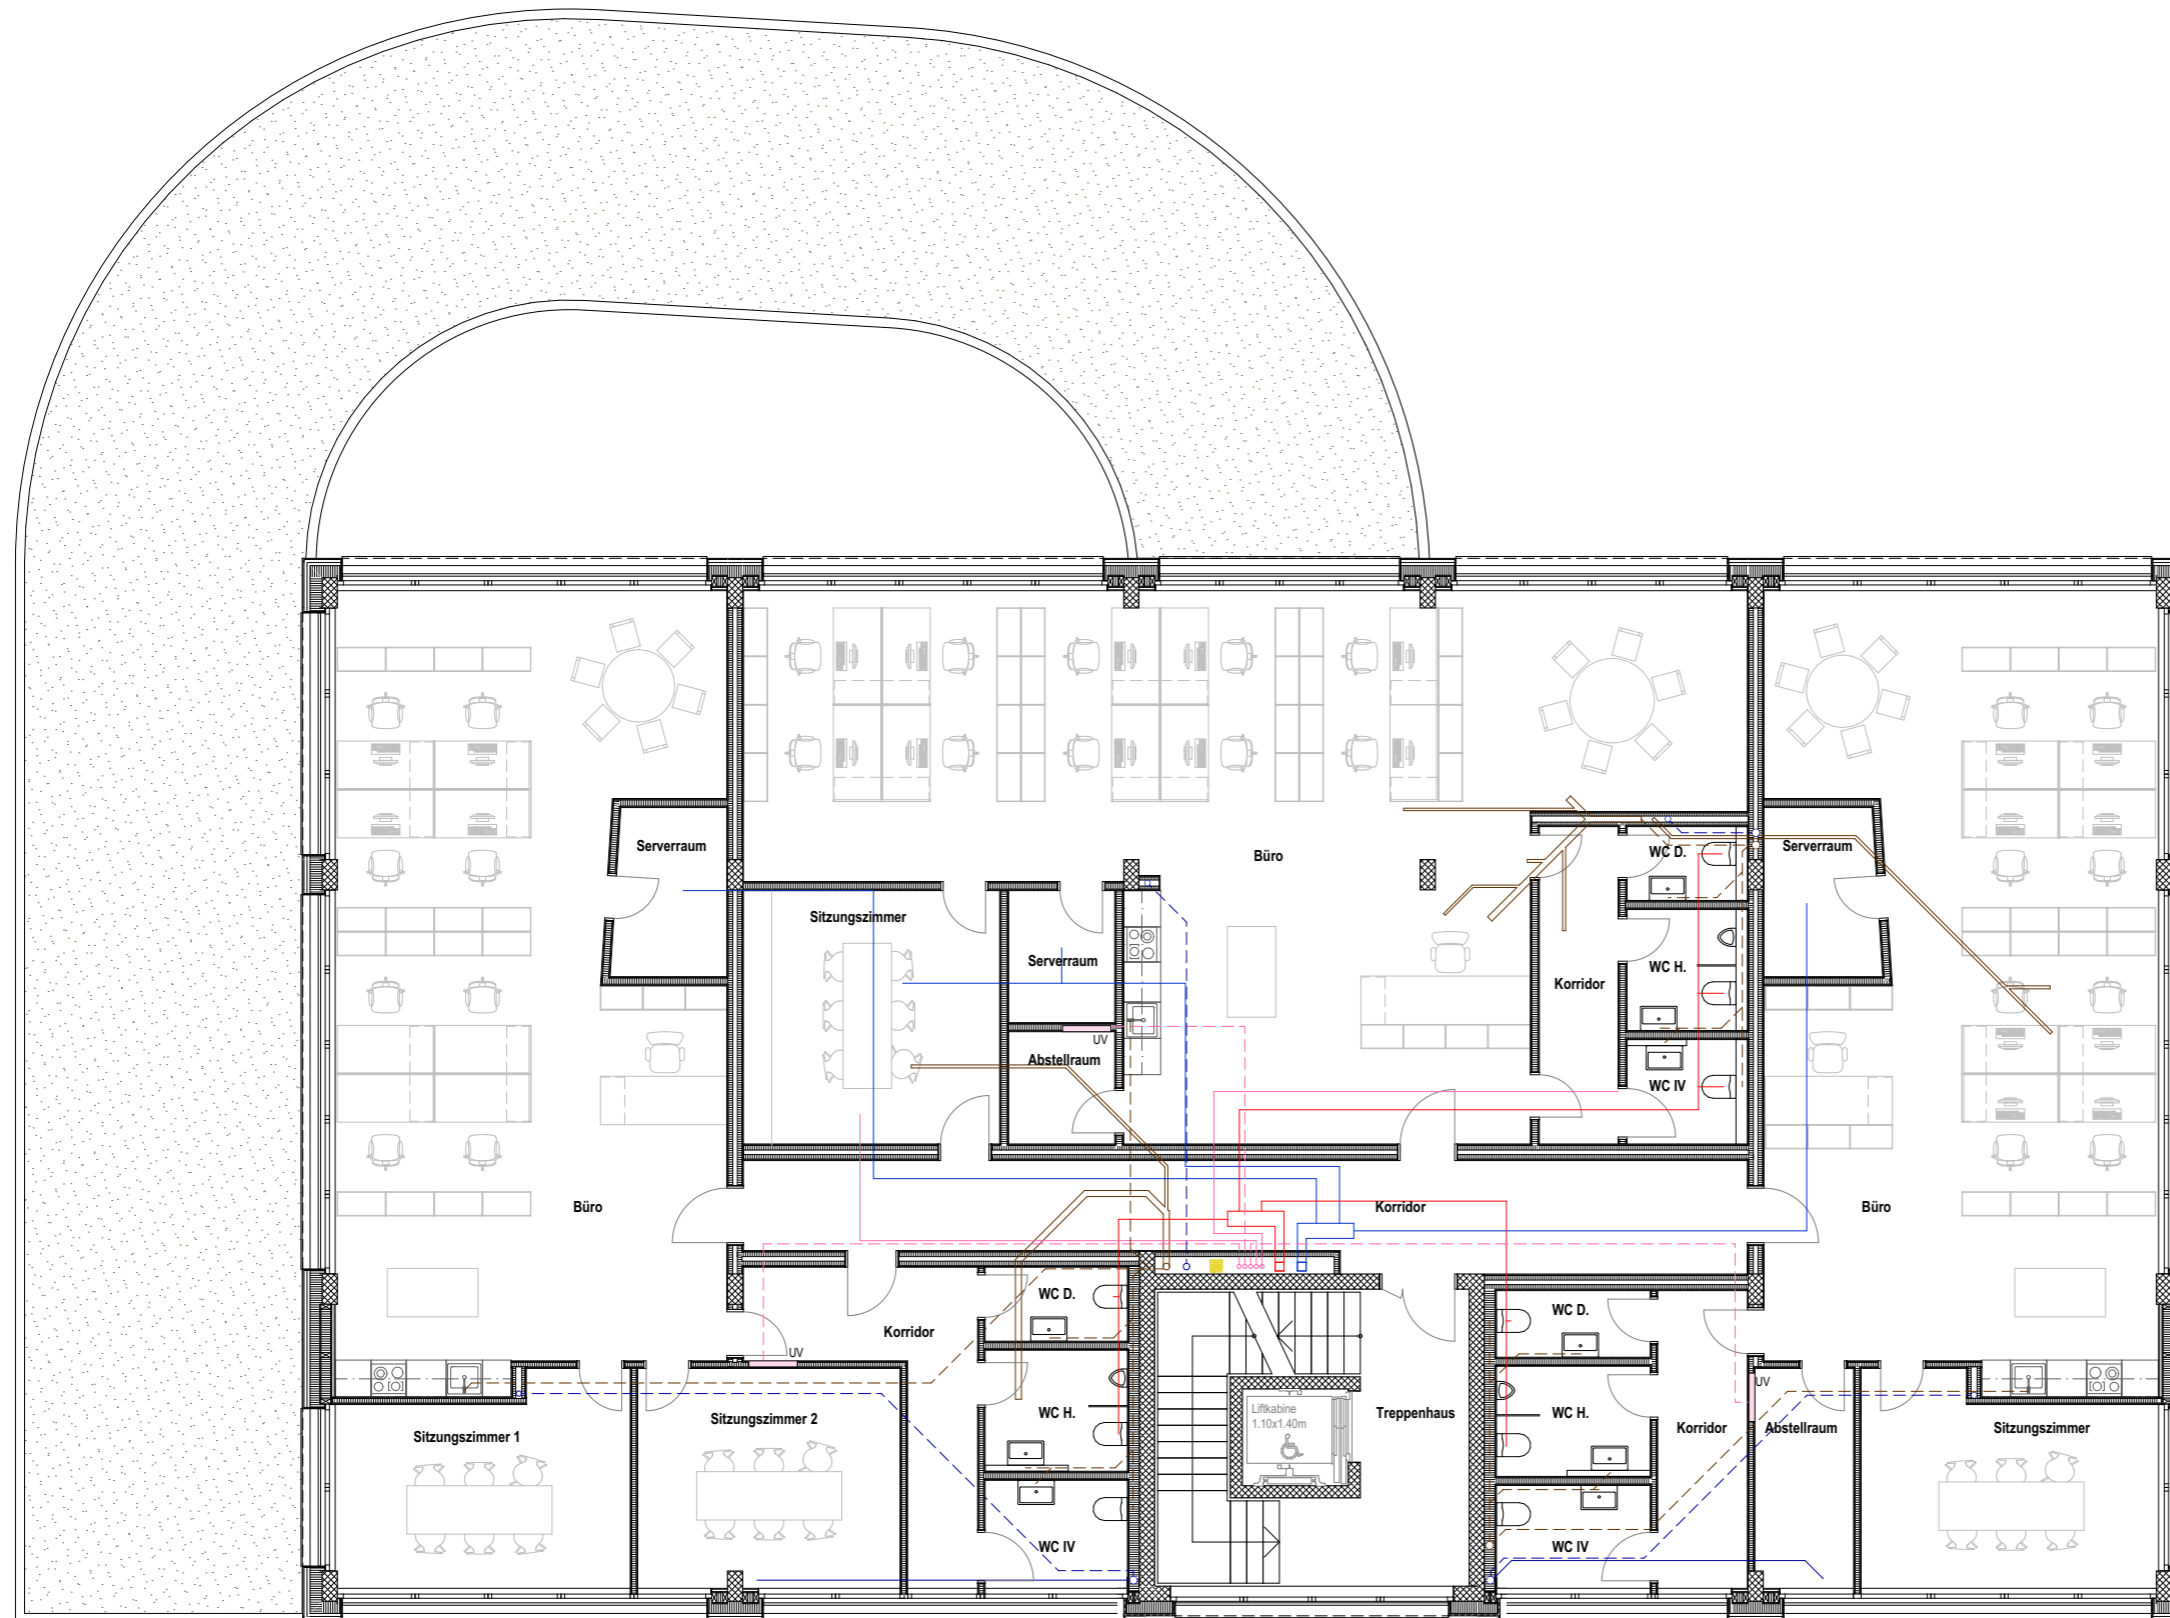 Serverraum
Büro
WC D.
Serverraum
Sitzungszimmer
Serverraum
WC H.
Korridor
UV
Abstellraum
WC IV
Büro
Korridor
Büro
WC D.
WC D.
Korridor
UV
UV
Liftkabine
1.10x1.40m
Sitzungszimmer 1
Sitzungszimmer 2
WC H.
Treppenhaus
WC H.
Korridor
Abstellraum
Sitzungszimmer
WC IV
WC IV